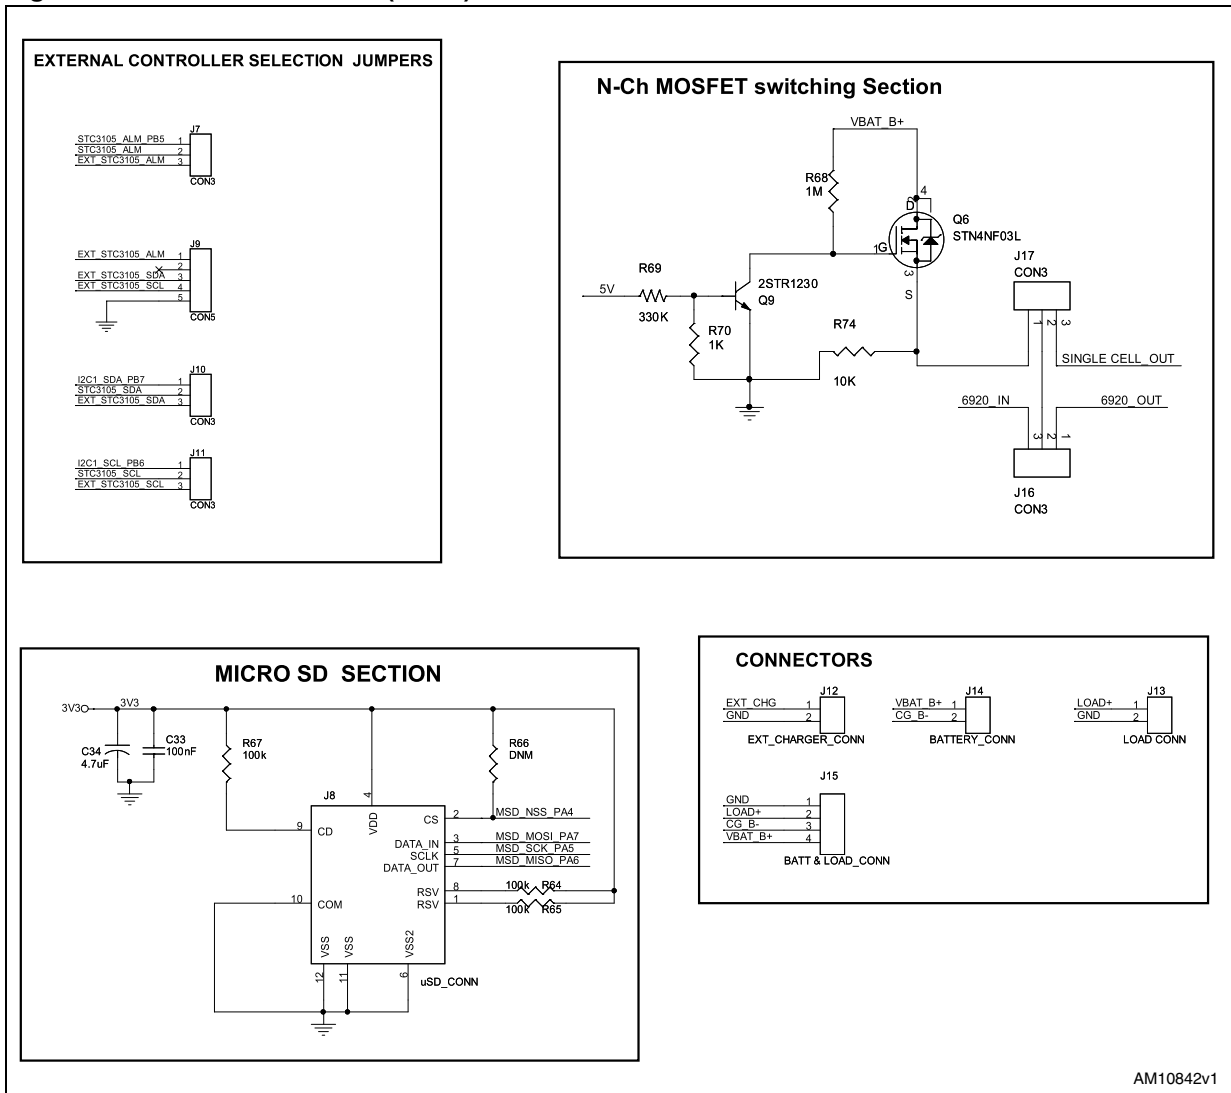 EXTERNAL CONTROLLER SELECTION JUMPERS
J7
STC3105_ALM_PB5 1
STC3105_ALM 2
EXT_STC3105_ALM 3
CON3
J9
EXT_STC3105_ALM 1
2
EXT_STC3105_SDA 3
EXT_STC3105_SCL 4
5
CON5
J10
I2C1_SDA_PB7 1
STC3105_SDA 2
EXT_STC3105_SDA 3
CON3
J11
I2C1_SCL_PB6 1
STC3105_SCL 2
EXT_STC3105_SCL 3
CON3
N-Ch MOSFET switching Section
VBAT_B+
R68
1M
4
D
Q6
STN4NF03L
1 G
3
S
R69
5V
330K
2STR1230
Q9
R70
1K
R74
10K
J17
CON3
1 2 3
SINGLE CELL_OUT
6920_IN
6920_OUT
3 2 1
J16
CON3
MICRO SD SECTION
3V3
3V3
C34
4.7uF
C33
100nF
R67
100k
R66
DNM
J8
4
VDD
9
CD
CS 2 MSD_NSS_PA4
DATA_IN 3 MSD_MOSI_PA7
SCLK 5 MSD_SCK_PA5
DATA_OUT 7 MSD_MISO_PA6
RSV 8 100k R64
RSV 1 100k R65
10
COM
VSS VSS VSS2
12 11 6
uSD_CONN
CONNECTORS
J12
EXT_CHG 1
GND 2
EXT_CHARGER_CONN
J14
VBAT_B+ 1
CG_B- 2
BATTERY_CONN
J13
LOAD+ 1
GND 2
LOAD CONN
J15
GND 1
LOAD+ 2
CG_B- 3
VBAT_B+ 4
BATT & LOAD_CONN
AM10842v1